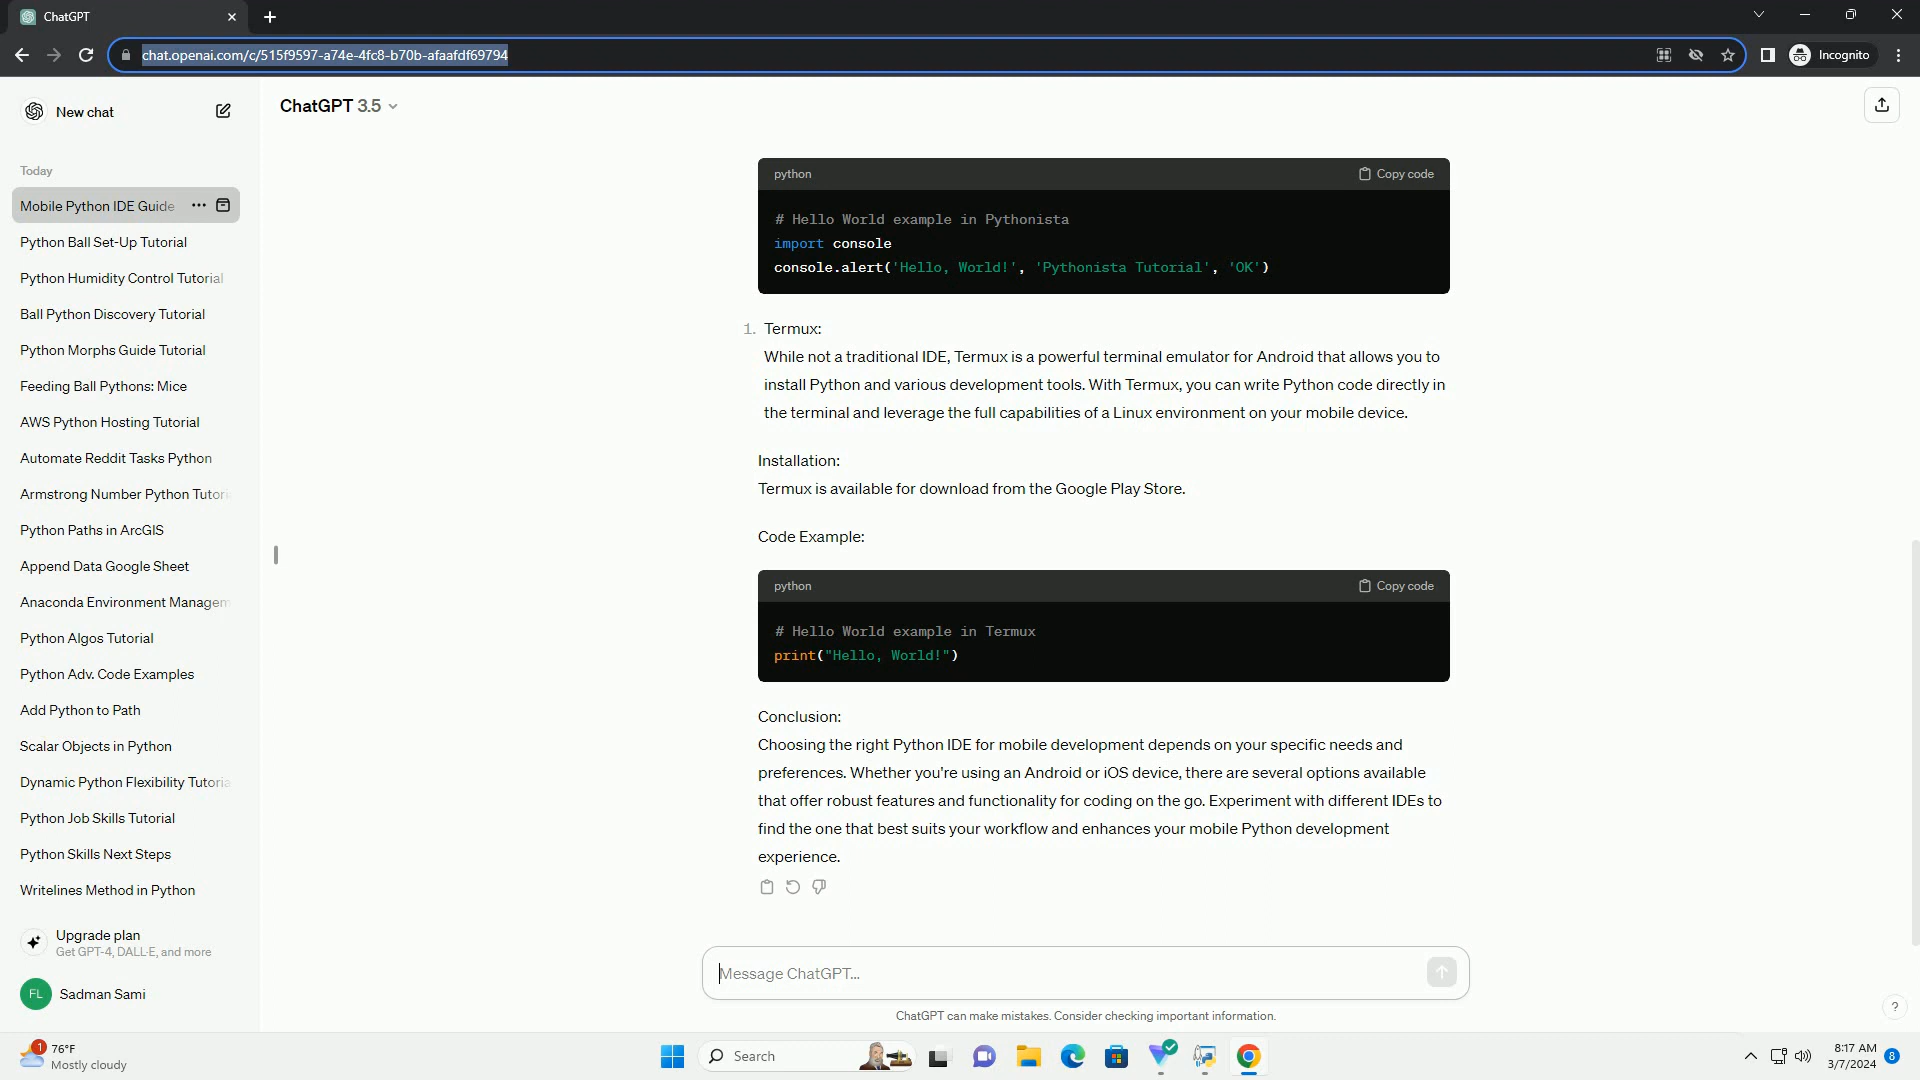 ChatGPT
chat.openai.com/c/515f9597-a74e-4fc8-b70b-afaafdf69794
Incognito
New chat
ChatGPT 3.5
Today
Mobile Python IDE Guide
Python Ball Set-Up Tutorial
Python Humidity Control Tutorial
Ball Python Discovery Tutorial
Python Morphs Guide Tutorial
Feeding Ball Pythons: Mice
AWS Python Hosting Tutorial
Automate Reddit Tasks Python
Armstrong Number Python Tutori
Python Paths in ArcGIS
Append Data Google Sheet
Anaconda Environment Managem
Python Algos Tutorial
Python Adv. Code Examples
Add Python to Path
Scalar Objects in Python
Dynamic Python Flexibility Tutoria
Python Job Skills Tutorial
Python Skills Next Steps
Writelines Method in Python
Upgrade plan
Get GPT-4, DALL·E, and more
FL Sadman Sami
python Copy code
# Hello World example in Pythonista
import console
console.alert('Hello, World!', 'Pythonista Tutorial', 'OK')
1. Termux:
While not a traditional IDE, Termux is a powerful terminal emulator for Android that allows you to
install Python and various development tools. With Termux, you can write Python code directly in
the terminal and leverage the full capabilities of a Linux environment on your mobile device.
Installation:
Termux is available for download from the Google Play Store.
Code Example:
python Copy code
# Hello World example in Termux
print("Hello, World!")
Conclusion:
Choosing the right Python IDE for mobile development depends on your specific needs and
preferences. Whether you're using an Android or iOS device, there are several options available
that offer robust features and functionality for coding on the go. Experiment with different IDEs to
find the one that best suits your workflow and enhances your mobile Python development
experience.
Message ChatGPT...
ChatGPT can make mistakes. Consider checking important information.
?
1
76°F
Mostly cloudy
Search
8:17 AM
3/7/2024
8